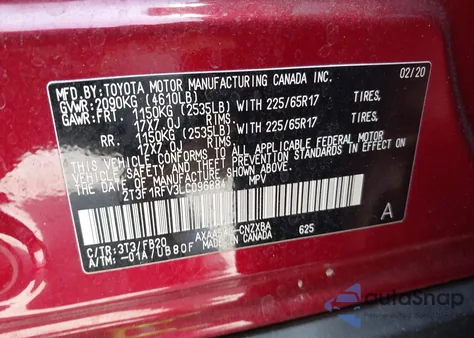 MFD.BY: TOYOTA MOTOR MANUFACTURING CANADA INC. 02/20
GVWR: 2090KG (4610LB)
GAWR: FRT. 1150KG (2535LB) WITH 225/65R17 TIRES,
17X7.0J RIMS,
RR. 1150KG (2535LB) WITH 225/65R17 TIRES,
17X7.0J RIMS,
THIS VEHICLE CONFORMS TO ALL APPLICABLE FEDERAL MOTOR
VEHICLE SAFETY, BUMPER, AND THEFT PREVENTION STANDARDS IN EFFECT ON
THE DATE OF MANUFACTURE SHOWN ABOVE.
2T3F1RFV3LC096884 MPV
C/TR: 3T3/FB20 -CNZXBA A
A/TM: -01A/UB80F MADE IN CANADA 625
autoSnap